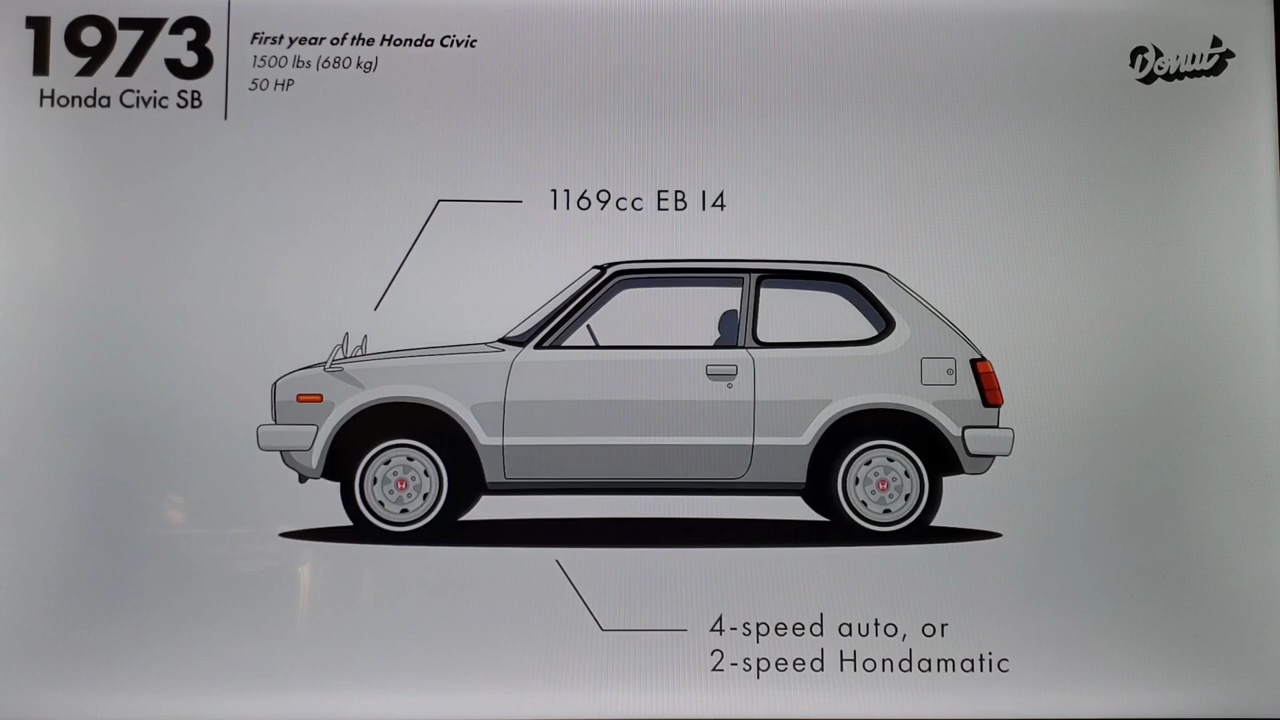 1973
Honda Civic SB
First year of the Honda Civic
1500 lbs (680 kg)
50 HP
Donut
1169cc EB I4
4-speed auto, or
2-speed Hondamatic